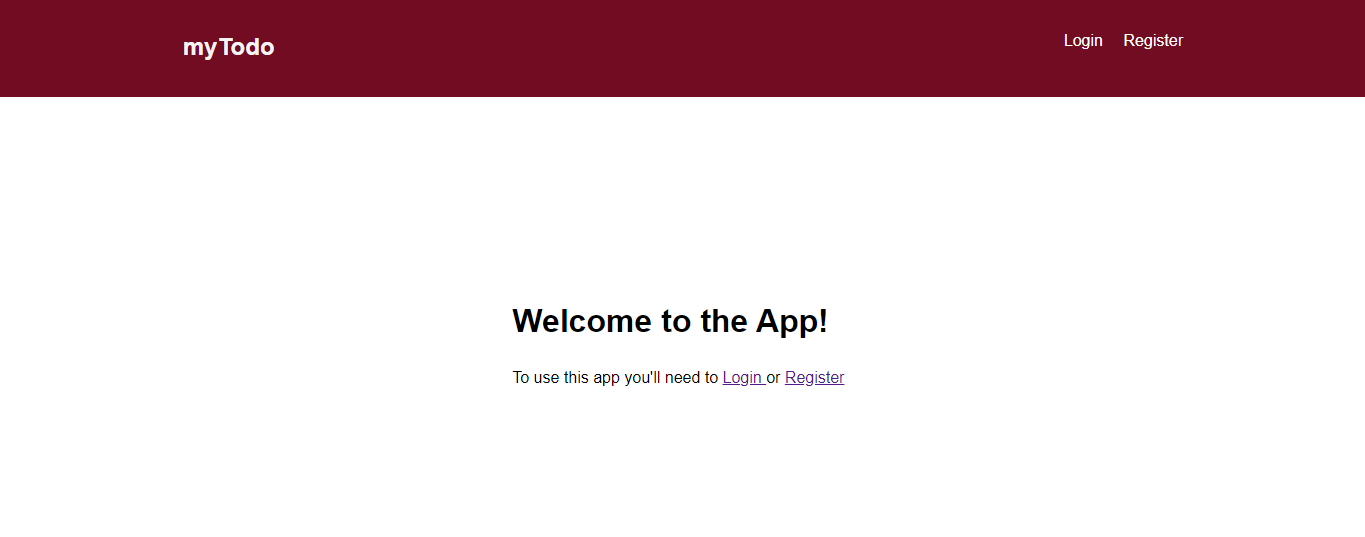 myTodo
Login Register
Welcome to the App!
To use this app you'll need to Login or Register